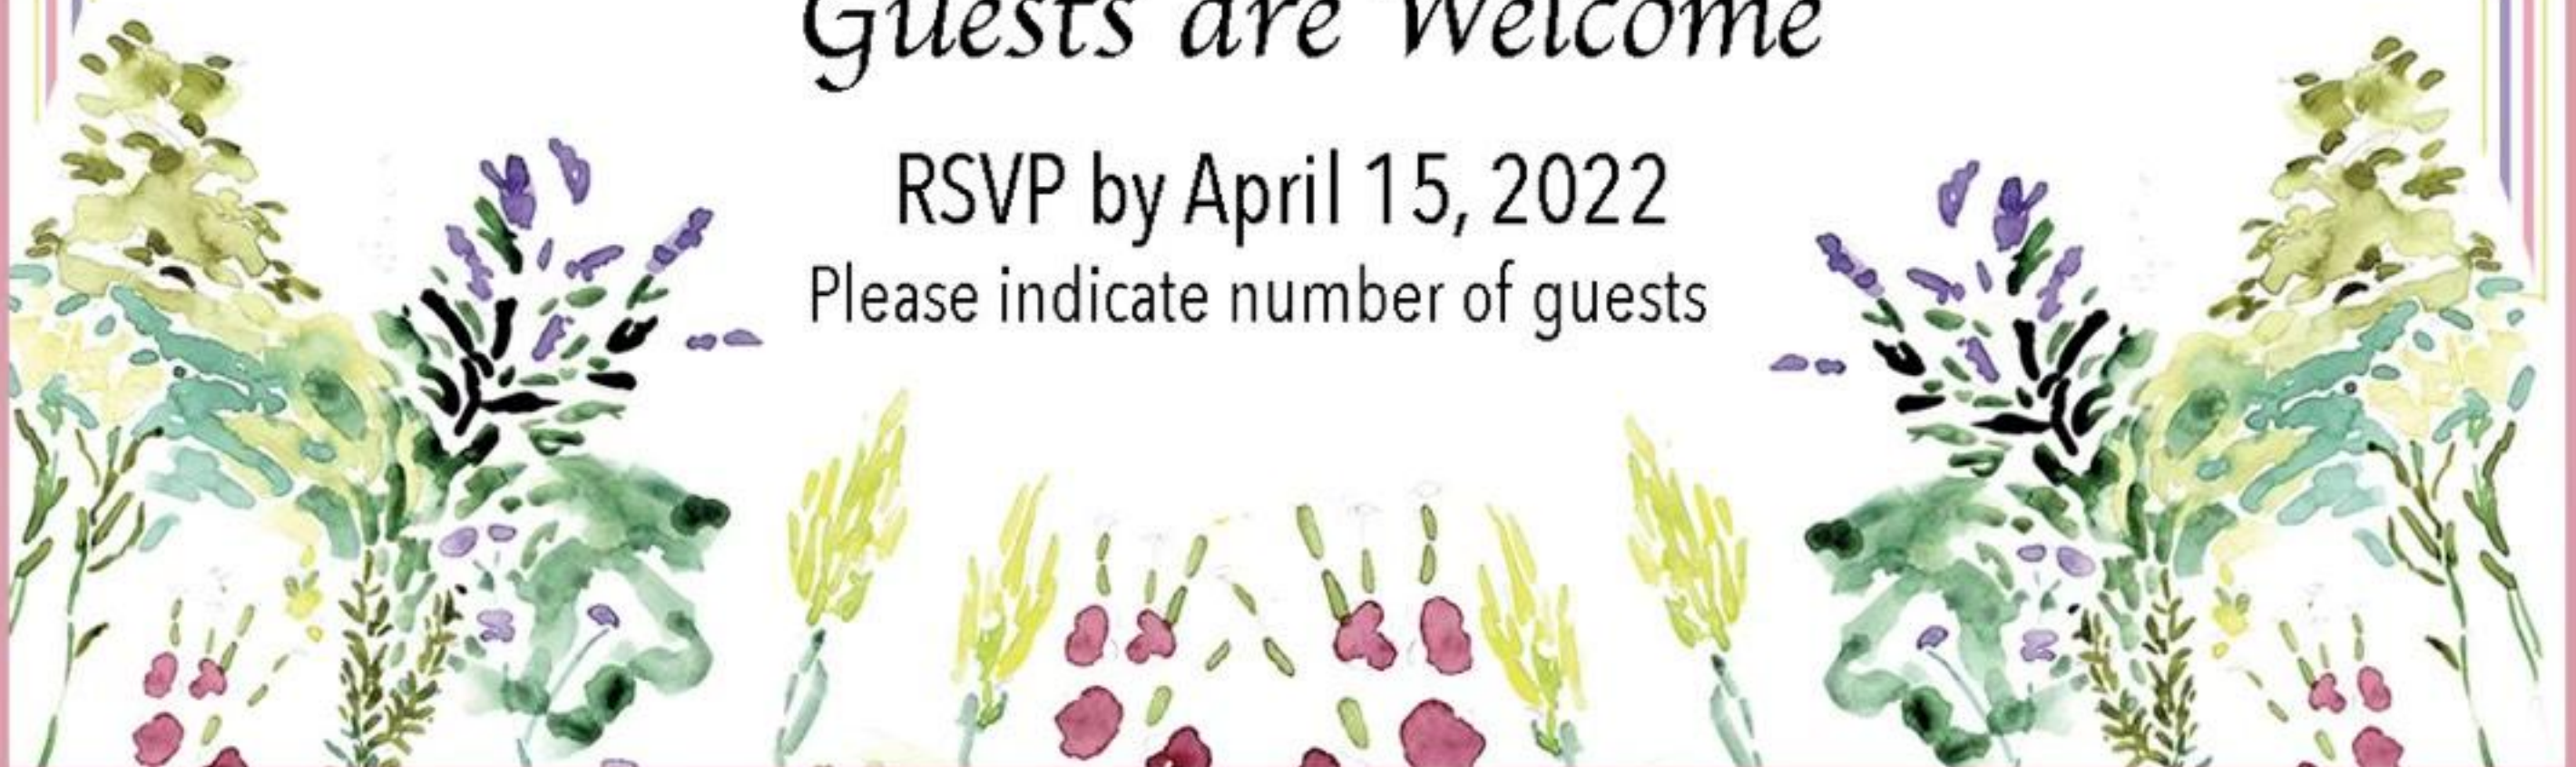 Guests are Welcome
RSVP by April 15, 2022
Please indicate number of guests